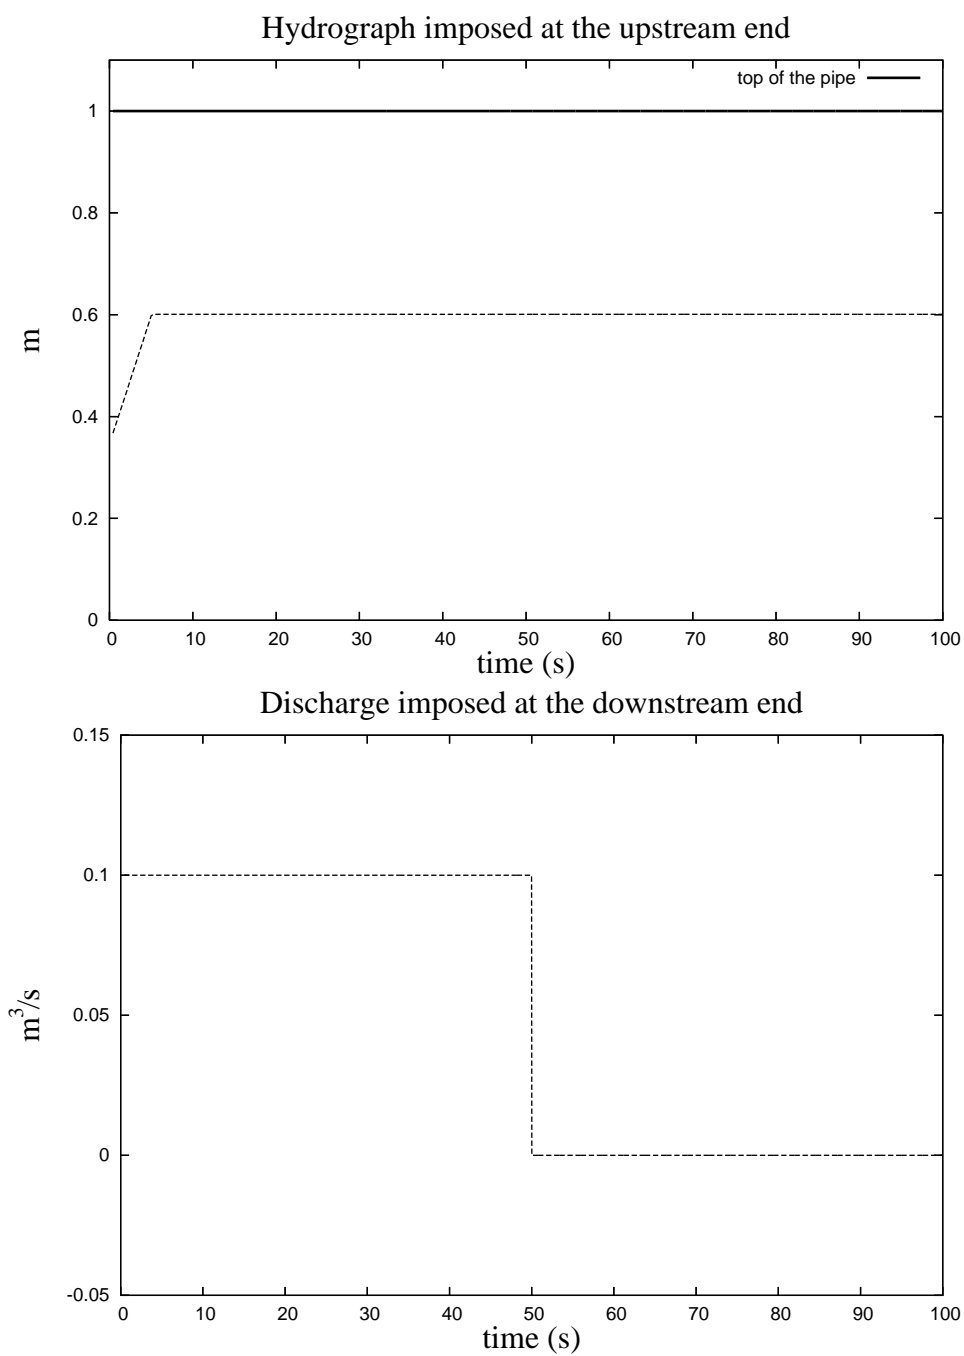 Hydrograph imposed at the upstream end
top of the pipe
1
0.8
0.6
0.4
0.2
0
m
0 10 20 30 40 50 60 70 80 90 100
time (s)
Discharge imposed at the downstream end
0.15
0.1
0.05
0
-0.05
m³/s
0 10 20 30 40 50 60 70 80 90 100
time (s)